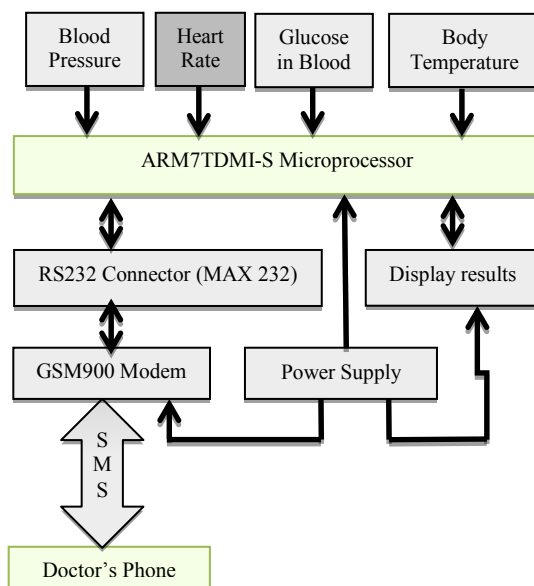 Blood
Pressure
Heart
Rate
Glucose
in Blood
Body
Temperature
ARM7TDMI-S Microprocessor
RS232 Connector (MAX 232)
Display results
GSM900 Modem
Power Supply
S
M
S
Doctor's Phone